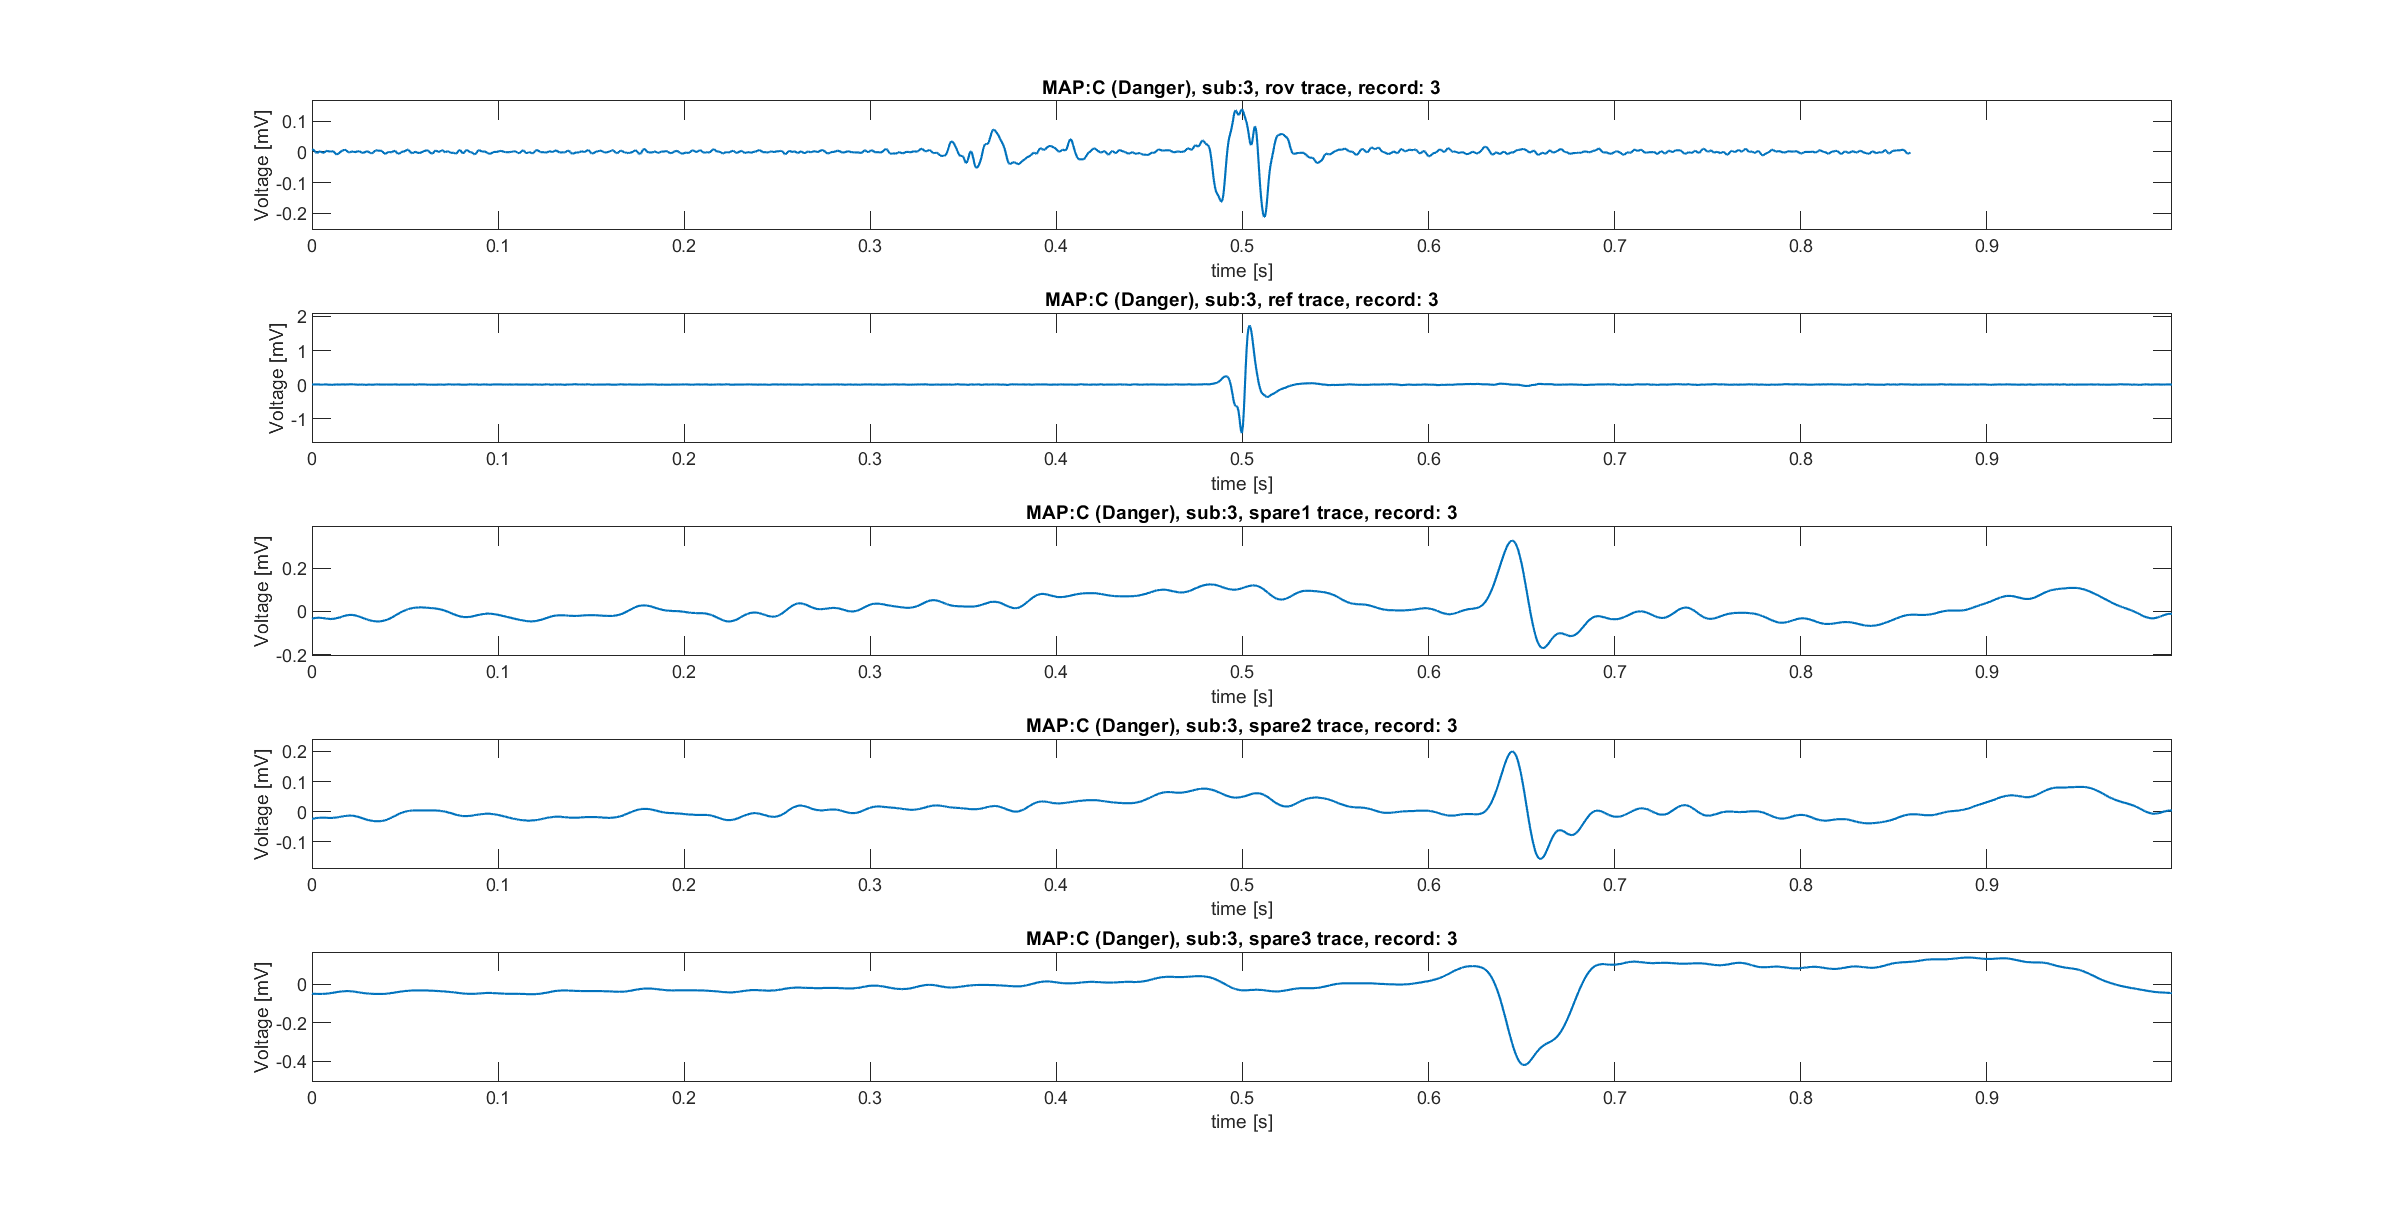 MAP:C (Danger), sub:3, rov trace, record: 3
Voltage [mV]
0.1
0
-0.1
-0.2
0 0.1 0.2 0.3 0.4 0.5 0.6 0.7 0.8 0.9
time [s]
MAP:C (Danger), sub:3, ref trace, record: 3
Voltage [mV]
2
1
0
-1
0 0.1 0.2 0.3 0.4 0.5 0.6 0.7 0.8 0.9
time [s]
MAP:C (Danger), sub:3, spare1 trace, record: 3
Voltage [mV]
0.2
0
-0.2
0 0.1 0.2 0.3 0.4 0.5 0.6 0.7 0.8 0.9
time [s]
MAP:C (Danger), sub:3, spare2 trace, record: 3
Voltage [mV]
0.2
0.1
0
-0.1
0 0.1 0.2 0.3 0.4 0.5 0.6 0.7 0.8 0.9
time [s]
MAP:C (Danger), sub:3, spare3 trace, record: 3
Voltage [mV]
0
-0.2
-0.4
0 0.1 0.2 0.3 0.4 0.5 0.6 0.7 0.8 0.9
time [s]